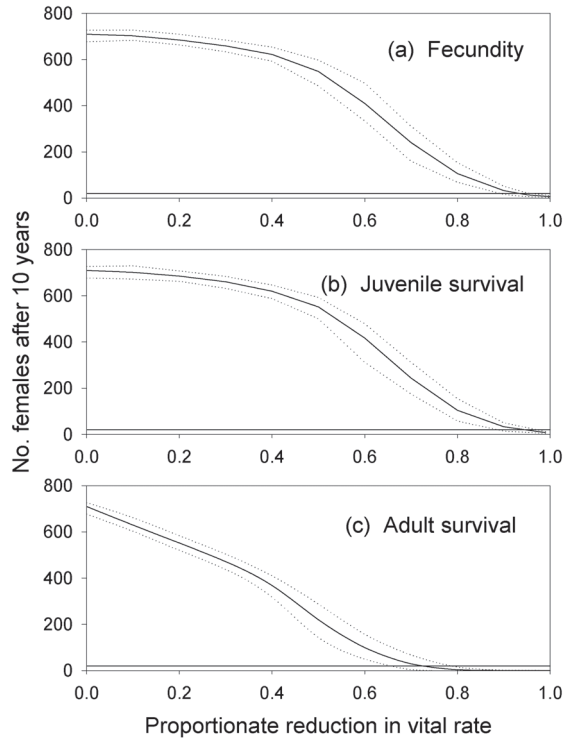 800
600
400
200
0
(a) Fecundity
0.0 0.2 0.4 0.6 0.8 1.0
800
600
400
200
0
(b) Juvenile survival
0.0 0.2 0.4 0.6 0.8 1.0
800
600
400
200
0
(c) Adult survival
0.0 0.2 0.4 0.6 0.8 1.0
No. females after 10 years
Proportionate reduction in vital rate